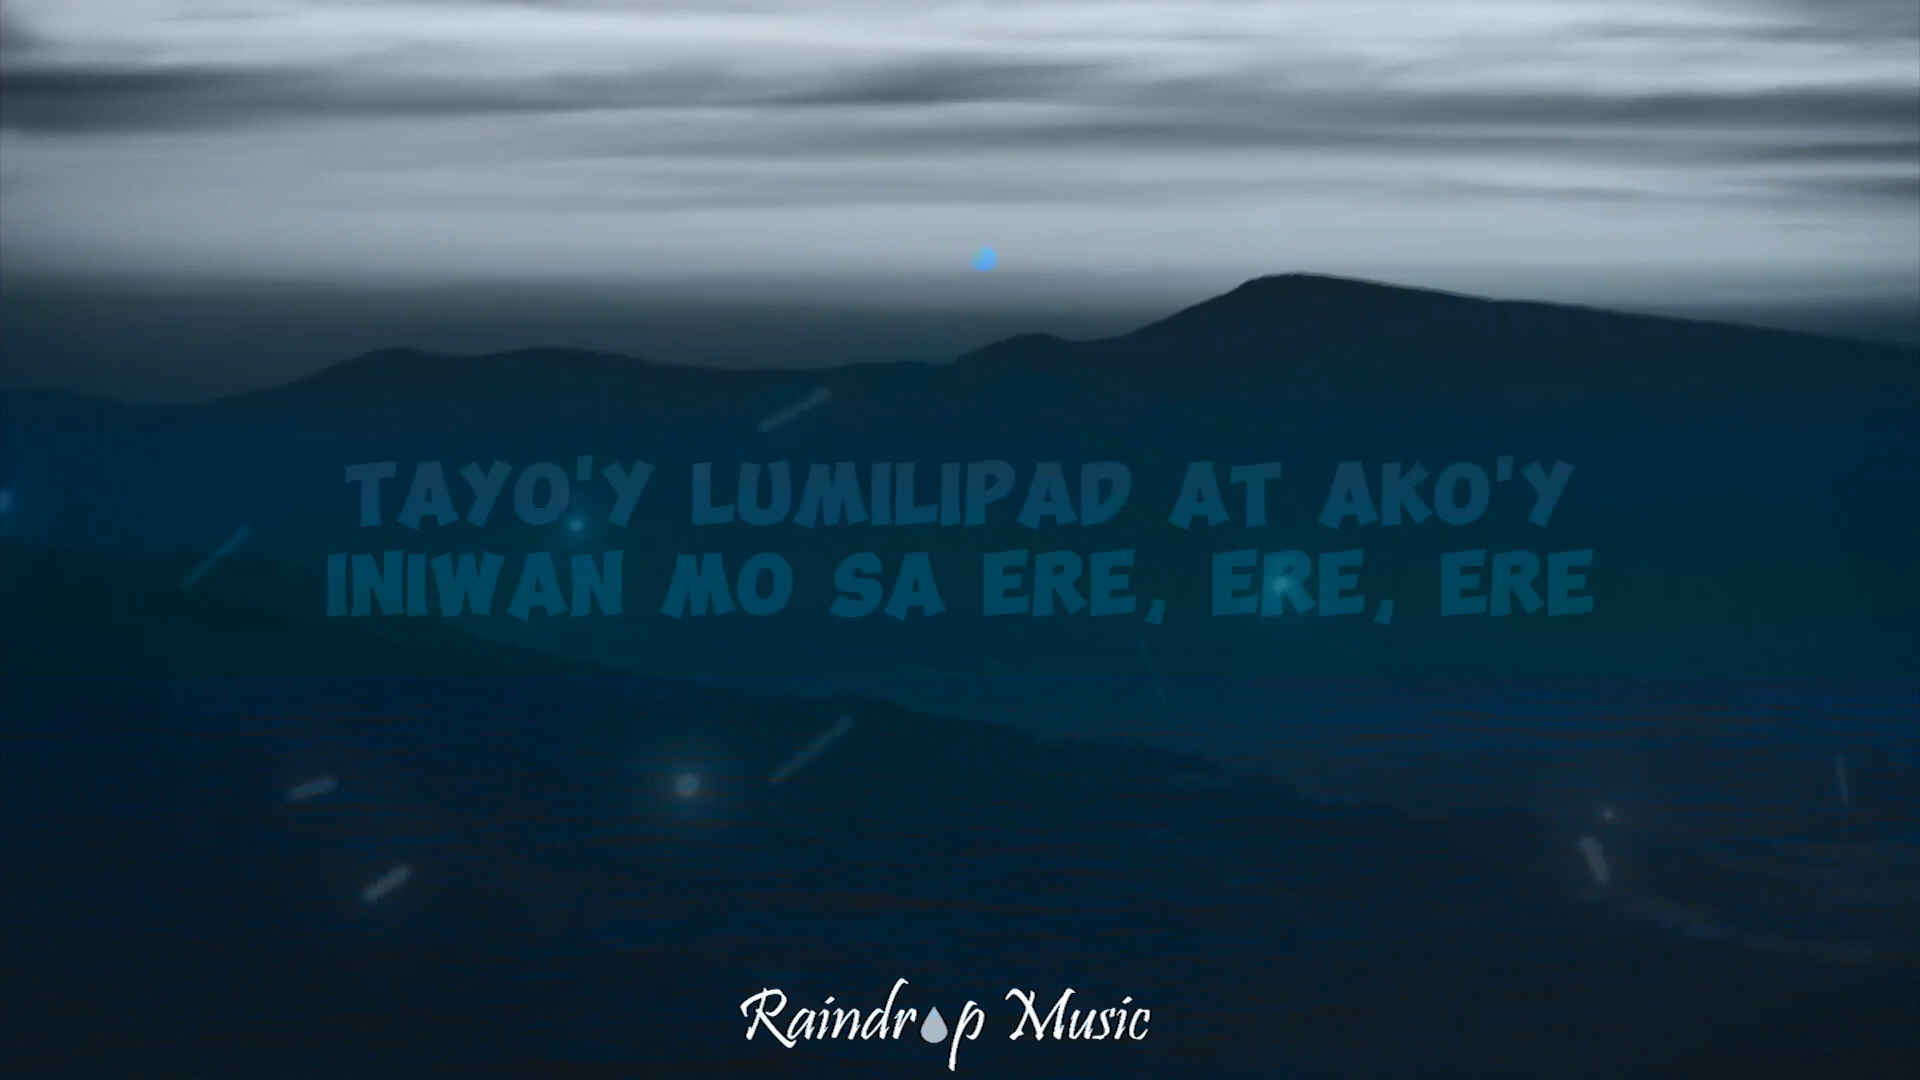 TAYO'Y LUMILIPAD AT AKO'Y
INIWAN MO SA ERE, ERE, ERE
Raindrop Music